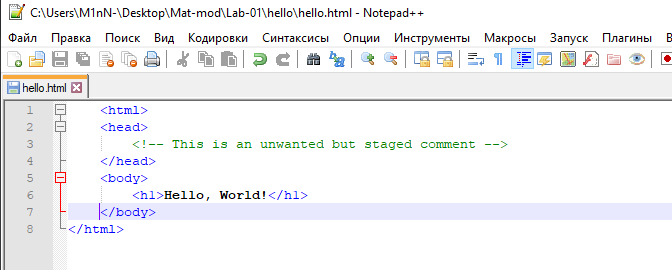 C:\Users\M1nN-\Desktop\Mat-mod\Lab-01\hello\hello.html - Notepad++
Файл Правка Поиск Вид Кодировки Синтаксисы Опции Инструменты Макросы Запуск Плагины В
hello.html
1 <html>
2 <head>
3 <!-- This is an unwanted but staged comment -->
4 </head>
5 <body>
6 <h1>Hello, World!</h1>
7 </body>
8 </html>